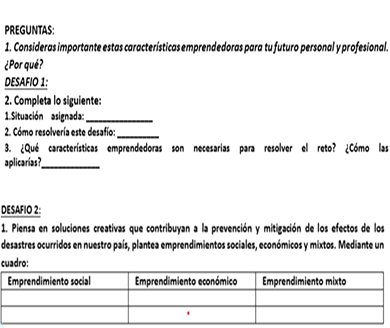 PREGUNTAS:
1. Consideras importante estas características emprendedoras para tu futuro personal y profesional.
¿Por qué?
DESAFIO 1:
2. Completa lo siguiente:
1.Situación asignada: _______________
2. Cómo resolvería este desafío: __________
3. ¿Qué características emprendedoras son necesarias para resolver el reto? ¿Cómo las
aplicarías?______________
DESAFIO 2:
1. Piensa en soluciones creativas que contribuyan a la prevención y mitigación de los efectos de los
desastres ocurridos en nuestro país, plantea emprendimientos sociales, económicos y mixtos. Mediante un
cuadro:
Emprendimiento social Emprendimiento económico Emprendimiento mixto